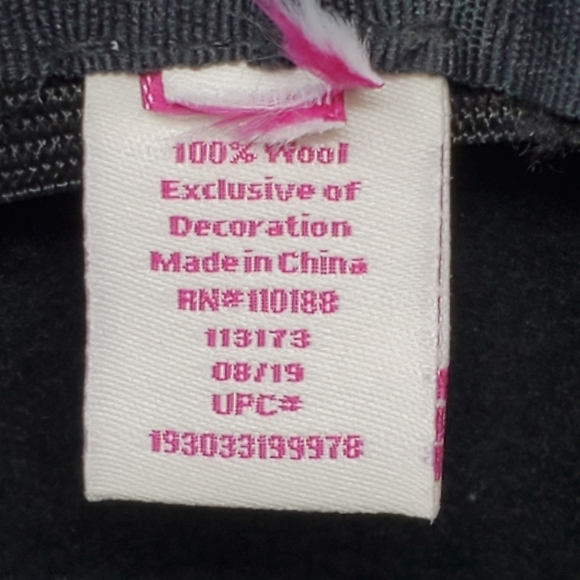 100% Wool
Exclusive of
Decoration
Made in China
RN#110188
113173
08/19
UPC#
193033199978